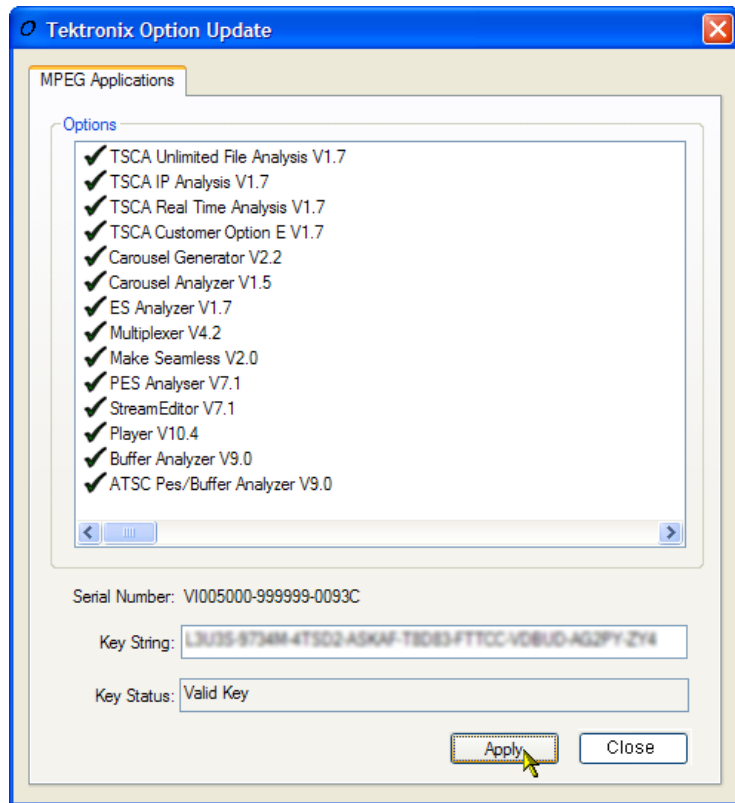 Tektronix Option Update
MPEG Applications
Options
TSCA Unlimited File Analysis V1.7
TSCA IP Analysis V1.7
TSCA Real Time Analysis V1.7
TSCA Customer Option E V1.7
Carousel Generator V2.2
Carousel Analyzer V1.5
ES Analyzer V1.7
Multiplexer V4.2
Make Seamless V2.0
PES Analyser V7.1
StreamEditor V7.1
Player V10.4
Buffer Analyzer V9.0
ATSC Pes/Buffer Analyzer V9.0
Serial Number: VI005000-999999-0093C
Key String:
Key Status: Valid Key
Apply Close